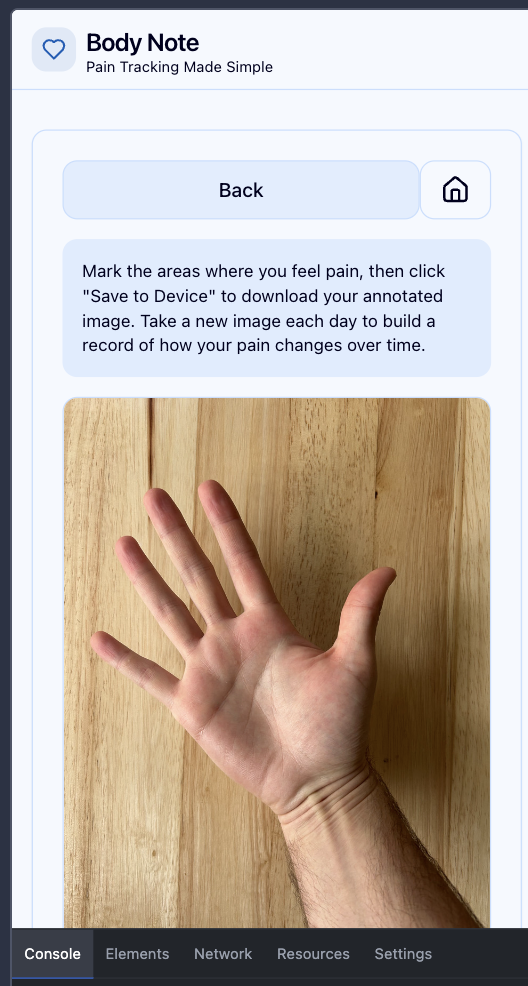 Body Note
Pain Tracking Made Simple
Back
Mark the areas where you feel pain, then click
"Save to Device" to download your annotated
image. Take a new image each day to build a
record of how your pain changes over time.
Console Elements Network Resources Settings